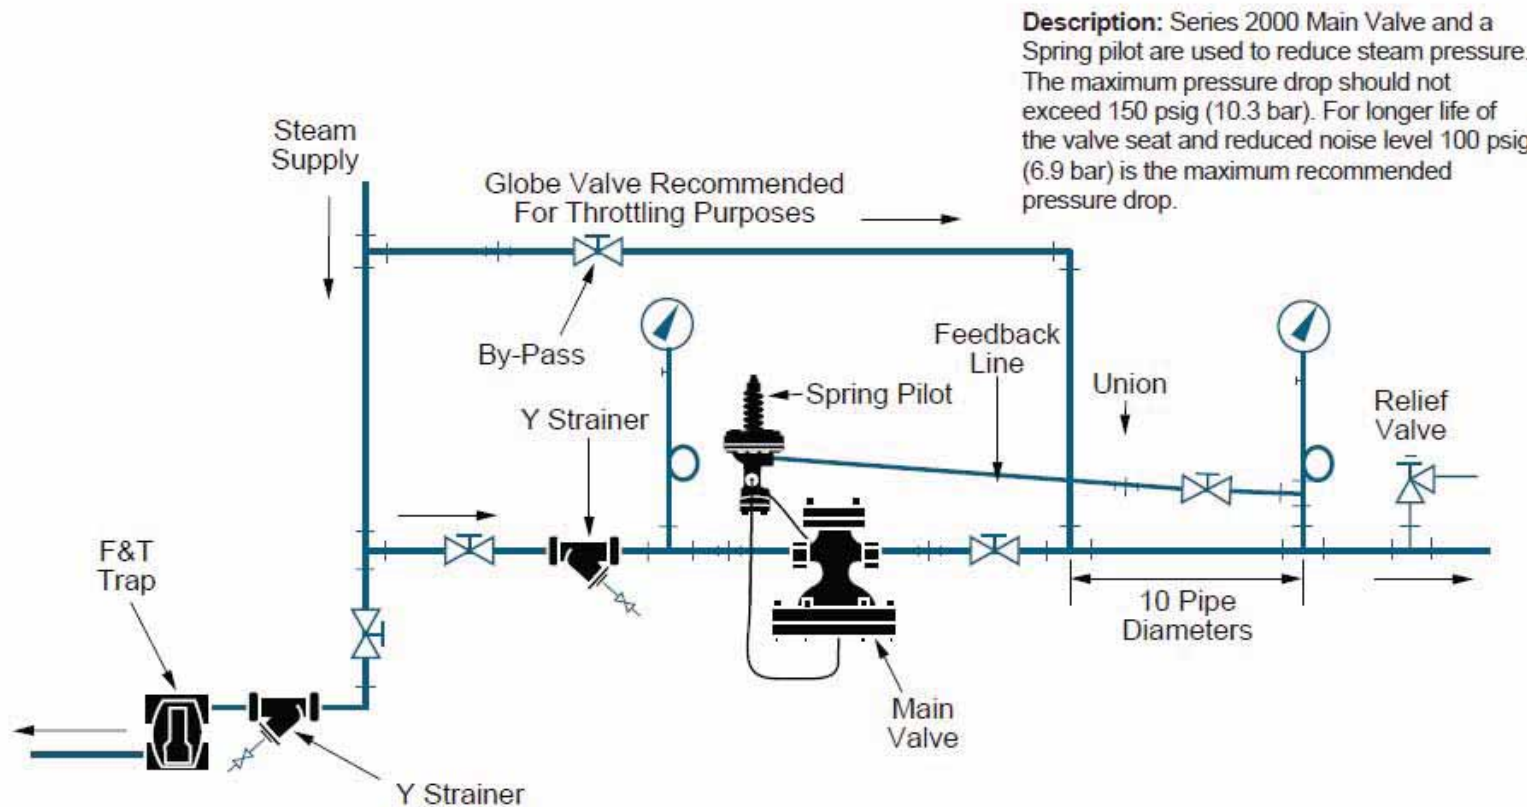 Description: Series 2000 Main Valve and a
Spring pilot are used to reduce steam pressure.
The maximum pressure drop should not
exceed 150 psig (10.3 bar). For longer life of
the valve seat and reduced noise level 100 psig
(6.9 bar) is the maximum recommended
pressure drop.
Steam
Supply
Globe Valve Recommended
For Throttling Purposes
By-Pass
Feedback
Line
Spring Pilot
Union
Y Strainer
Relief
Valve
F&T
Trap
10 Pipe
Diameters
Main
Valve
Y Strainer